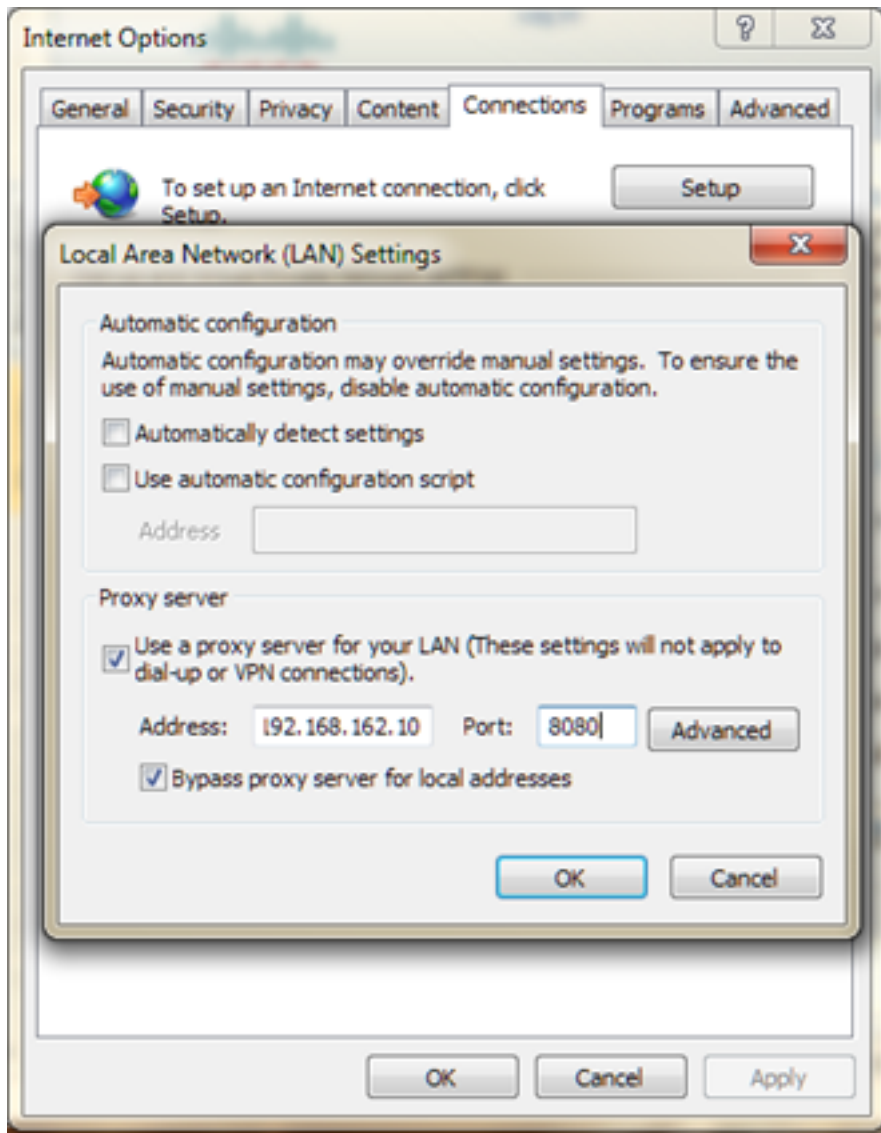 Internet Options
General Security Privacy Content Connections Programs Advanced
To set up an Internet connection, click
Setup.
Setup
Local Area Network (LAN) Settings
Automatic configuration
Automatic configuration may override manual settings. To ensure the
use of manual settings, disable automatic configuration.
Automatically detect settings
Use automatic configuration script
Address
Proxy server
Use a proxy server for your LAN (These settings will not apply to
dial-up or VPN connections).
Address: 192.168.162.10 Port: 8080 Advanced
Bypass proxy server for local addresses
OK Cancel
OK Cancel Apply